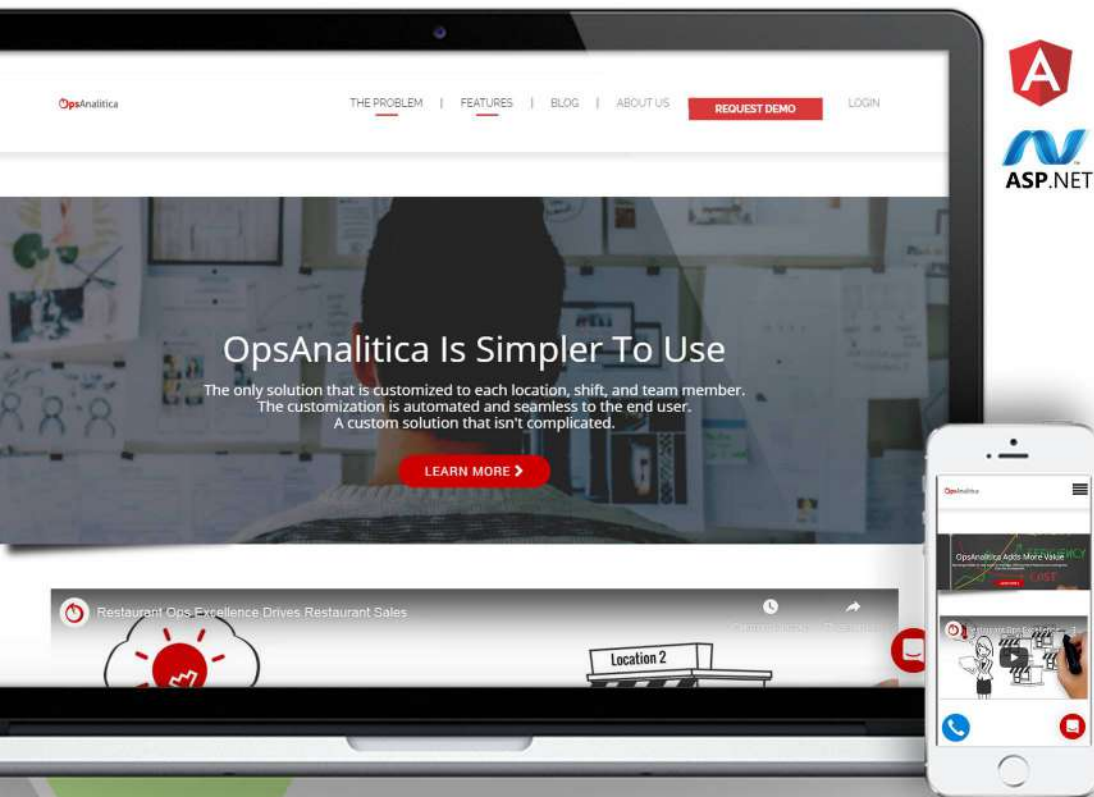 OpsAnalitica
THE PROBLEM | FEATURES | BLOG | ABOUT US
REQUEST DEMO
LOGIN
OpsAnalitica Is Simpler To Use
The only solution that is customized to each location, shift, and team member.
The customization is automated and seamless to the end user.
A custom solution that isn't complicated.
LEARN MORE
Restaurant Ops Excellence Drives Restaurant Sales
Location 2
A
ASP.NET
OpsAnalitica
OpsAnalitica Adds More Value
EFFICIENCY
COST